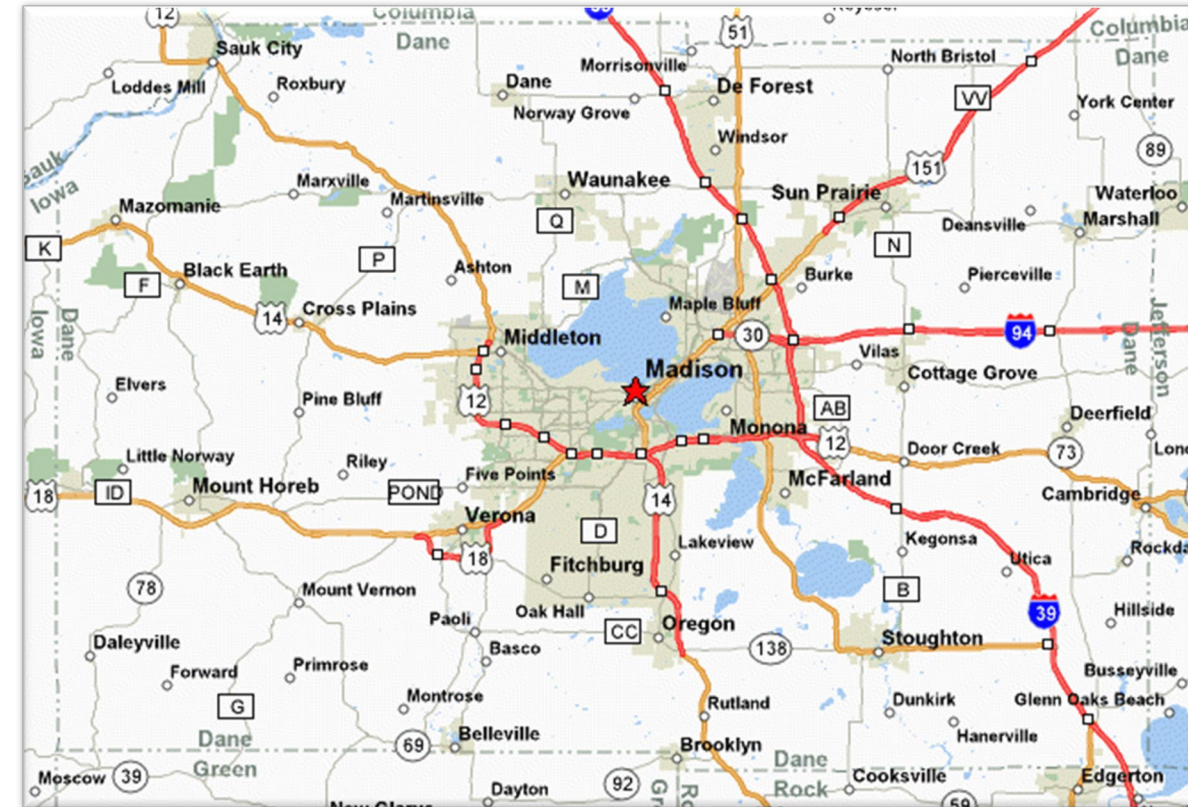 12
Columbia
Dane
51
Columbia
Dane
Sauk City
Morrisonville
North Bristol
Loddes Mill
Roxbury
Dane
De Forest
VV
York Center
Norway Grove
Windsor
89
Sauk
Iowa
151
Marxville
Waunakee
Sun Prairie
Waterloo
Mazomanie
Martinsville
Q
Deansville
Marshall
K
P
N
Black Earth
Ashton
Burke
Pierceville
F
M
Cross Plains
Maple Bluff
14
Iowa
Dane
Jefferson
Dane
Middleton
30
94
Vilas
Madison
Cottage Grove
Elvers
Pine Bluff
12
AB
Deerfield
Monona
12
Door Creek
73
Little Norway
Riley
Five Points
McFarland
18
ID
Mount Horeb
POND
14
Cambridge
Verona
D
Lakeview
Kegonsa
18
Fitchburg
Utica
78
Mount Vernon
B
39
Oak Hall
Hillside
Paoli
CC
Oregon
Stoughton
Daleyville
Basco
138
Forward
Primrose
Busseyville
Montrose
Rutland
Dunkirk
Glenn Oaks Beach
G
Hanerville
Belleville
69
Dane
Green
Brooklyn
Dane
Rock
Moscow
39
Dayton
92
Cooksville
Edgerton
59